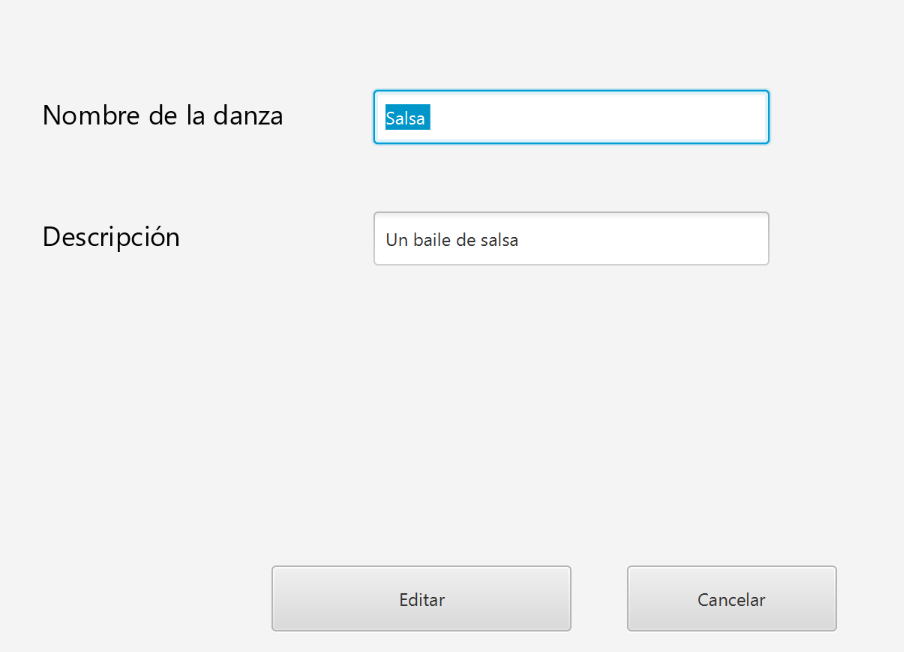 Nombre de la danza
Salsa
Descripción
Un baile de salsa
Editar
Cancelar